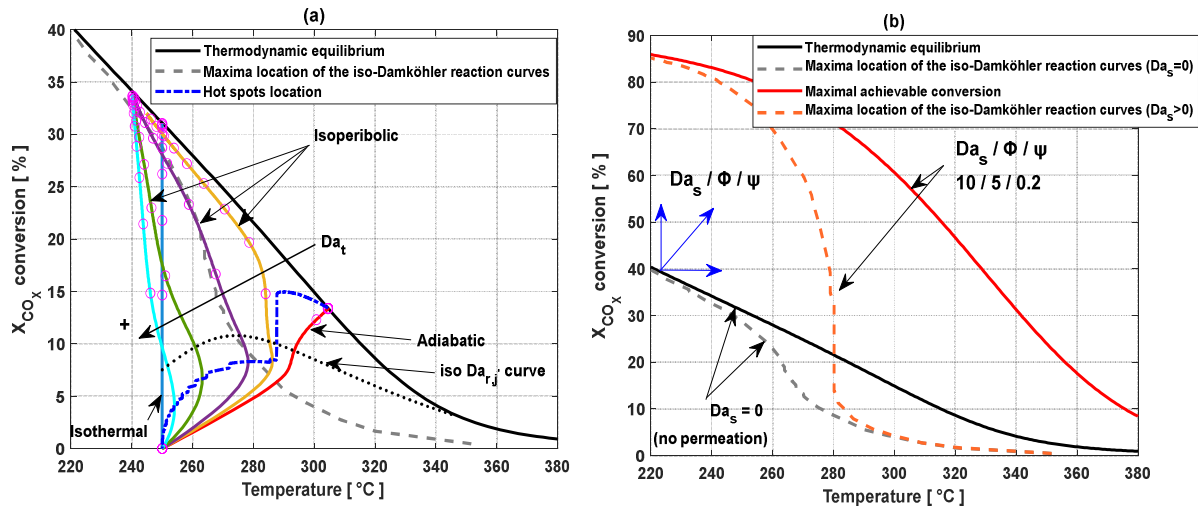 (a)
40
35
30
25
20
15
10
5
0
X_CO_X conversion [ % ]
Thermodynamic equilibrium
Maxima location of the iso-Damköhler reaction curves
Hot spots location
Isoperibolic
Da_t
+
Adiabatic
iso Da_r,j curve
Isothermal
220 240 260 280 300 320 340 360 380
Temperature [ °C ]
(b)
90
80
70
60
50
40
30
20
10
0
X_CO_X conversion [ % ]
Thermodynamic equilibrium
Maxima location of the iso-Damköhler reaction curves (Da_s=0)
Maximal achievable conversion
Maxima location of the iso-Damköhler reaction curves (Da_s>0)
Da_s / Φ / ψ
Da_s / Φ / ψ
10 / 5 / 0.2
Da_s = 0
(no permeation)
220 240 260 280 300 320 340 360 380
Temperature [ °C ]